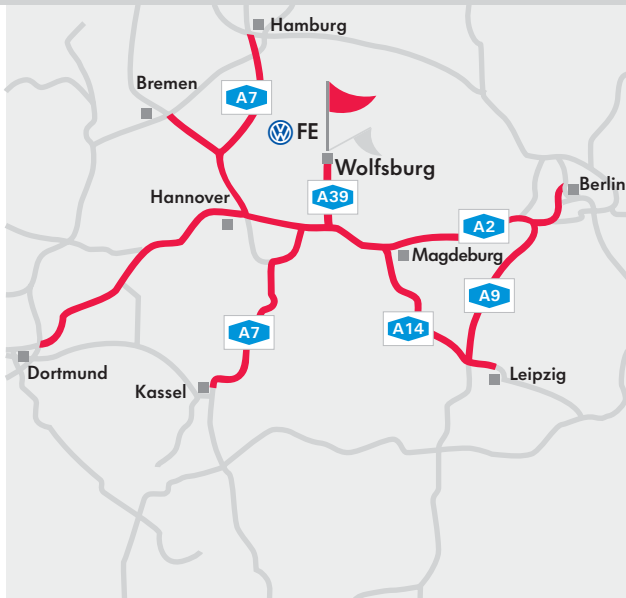 Hamburg
Bremen
A7
FE
Wolfsburg
Hannover
A39
Berlin
A2
Magdeburg
A9
A7
A14
Dortmund
Kassel
Leipzig